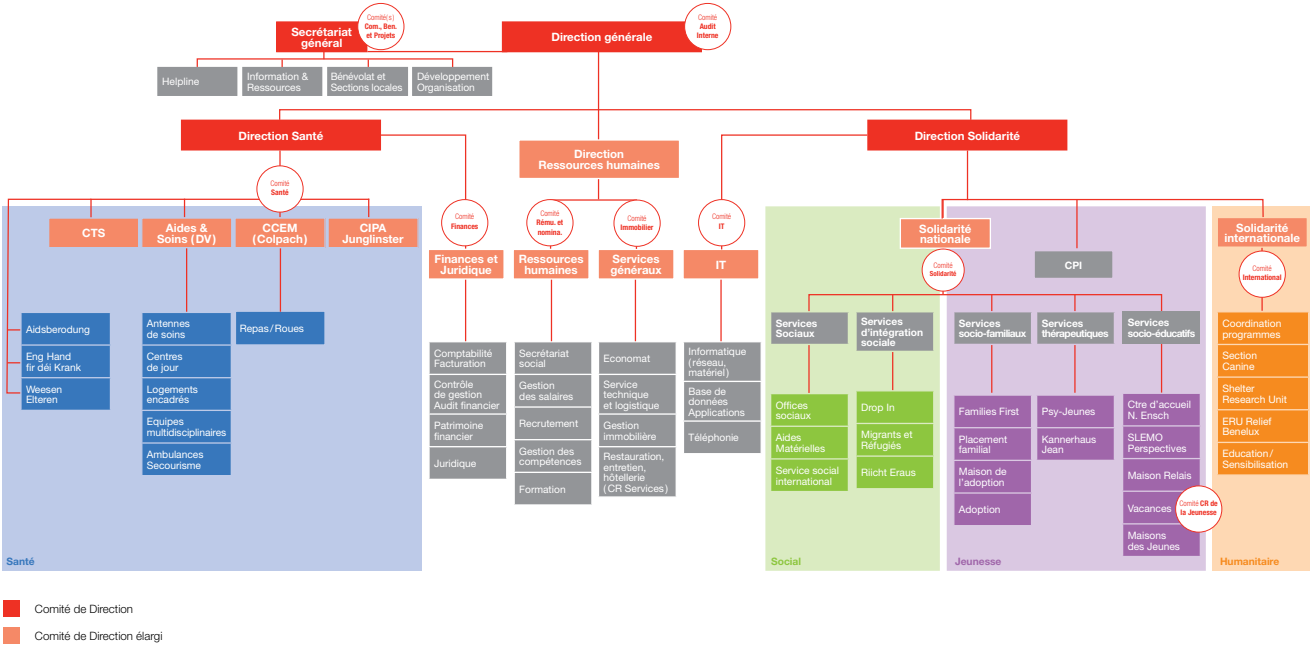 Secrétariat
général
Comité(s)
Com., Ben.
et Projets
Direction générale
Comité
Audit
Interne
Helpline
Information &
Ressources
Bénévolat et
Sections locales
Développement
Organisation
Direction Santé
Direction
Ressources humaines
Direction Solidarité
Comité
Santé
CTS
Aides &
Soins (DV)
CCEM
(Colpach)
CIPA
Junglinster
Aidsberodung
Eng Hand
fir déi Krank
Weesen
Elteren
Antennes
de soins
Centres
de jour
Logements
encadrés
Equipes
multidisciplinaires
Ambulances
Secourisme
Repas/Roues
Santé
Comité
Finances
Finances et
Juridique
Comptabilité
Facturation
Contrôle
de gestion
Audit financier
Patrimoine
financier
Juridique
Comité
Rému. et
nomina.
Ressources
humaines
Secrétariat
social
Gestion
des salaires
Recrutement
Gestion des
compétences
Formation
Comité
Immobilier
Services
généraux
Economat
Service
technique
et logistique
Gestion
immobilière
Restauration,
entretien,
hôtellerie
(CR Services)
Comité
IT
IT
Informatique
(réseau,
matériel)
Base de
données
Applications
Téléphonie
Solidarité
nationale
Comité
Solidarité
CPI
Services
Sociaux
Offices
sociaux
Aides
Matérielles
Service social
international
Services
d'intégration
sociale
Drop In
Migrants et
Réfugiés
Riicht Eraus
Social
Services
socio-familiaux
Families First
Placement
familial
Maison de
l'adoption
Adoption
Services
thérapeutiques
Psy-Jeunes
Kannerhaus
Jean
Services
socio-éducatifs
Ctre d'accueil
N. Ensch
SLEMO
Perspectives
Maison Relais
Vacances
Comité CR de
la Jeunesse
Maisons
des Jeunes
Jeunesse
Solidarité
internationale
Comité
International
Coordination
programmes
Section
Canine
Shelter
Research Unit
ERU Relief
Benelux
Education/
Sensibilisation
Humanitaire
Comité de Direction
Comité de Direction élargi